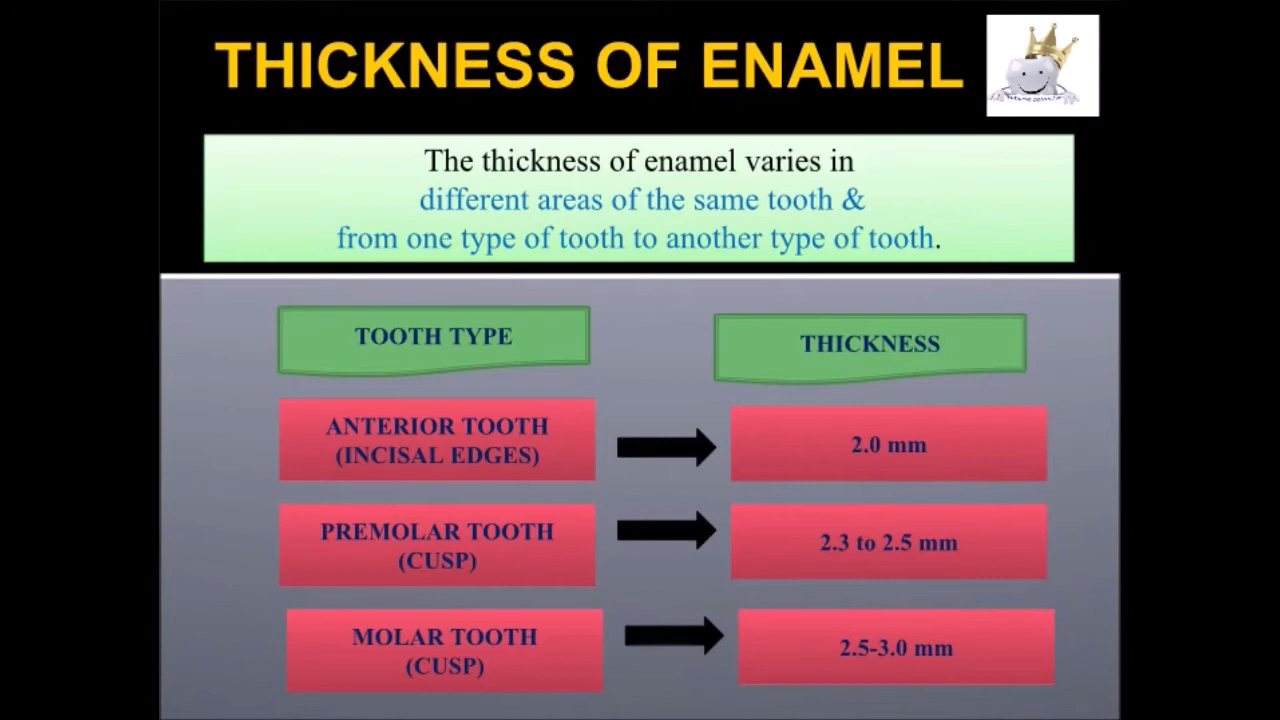 THICKNESS OF ENAMEL
The thickness of enamel varies in
different areas of the same tooth &
from one type of tooth to another type of tooth.
TOOTH TYPE
THICKNESS
ANTERIOR TOOTH
(INCISAL EDGES)
2.0 mm
PREMOLAR TOOTH
(CUSP)
2.3 to 2.5 mm
MOLAR TOOTH
(CUSP)
2.5-3.0 mm